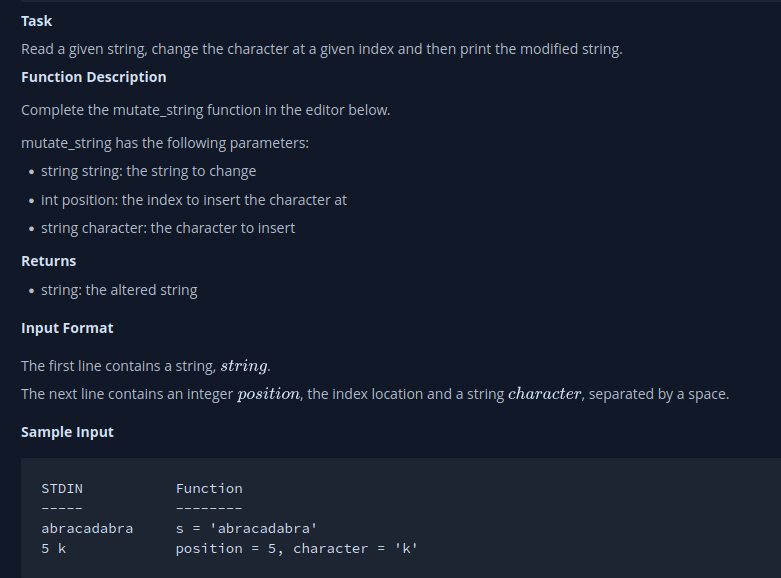 Task
Read a given string, change the character at a given index and then print the modified string.
Function Description
Complete the mutate_string function in the editor below.
mutate_string has the following parameters:
• string string: the string to change
• int position: the index to insert the character at
• string character: the character to insert
Returns
• string: the altered string
Input Format
The first line contains a string, string.
The next line contains an integer position, the index location and a string character, separated by a space.
Sample Input
STDIN Function
----- --------
abracadabra s = 'abracadabra'
5 k position = 5, character = 'k'